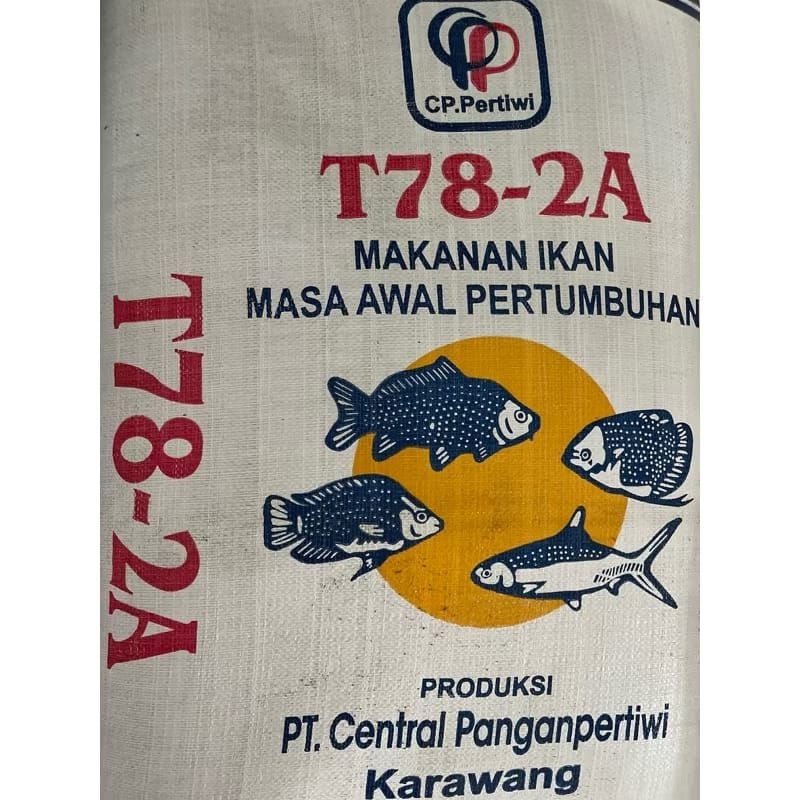 CP.Pertiwi
T78-2A
MAKANAN IKAN
MASA AWAL PERTUMBUHAN
T78-2A
PRODUKSI
PT. Central Panganpertiwi
Karawang